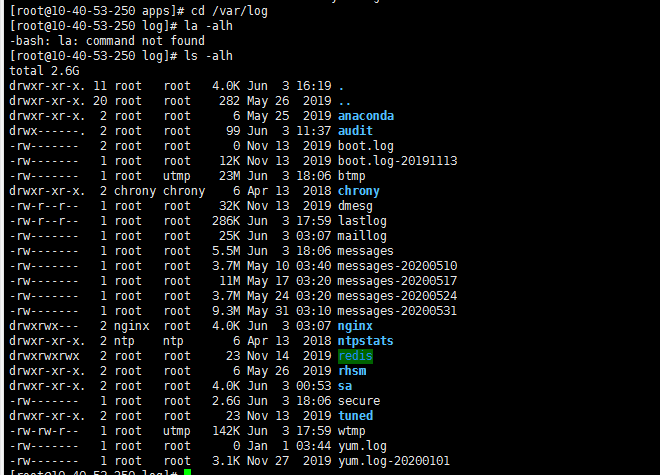 [root@10-40-53-250 apps]# cd /var/log
[root@10-40-53-250 log]# la -alh
-bash: la: command not found
[root@10-40-53-250 log]# ls -alh
total 2.6G
drwxr-xr-x. 11 root   root   4.0K Jun  3 16:19 .
drwxr-xr-x. 20 root   root    282 May 26  2019 ..
drwxr-xr-x.  2 root   root      6 May 25  2019 anaconda
drwx------.  2 root   root     99 Jun  3 11:37 audit
-rw-------   2 root   root      0 Nov 13  2019 boot.log
-rw-------   1 root   root    12K Nov 13  2019 boot.log-20191113
-rw-------   1 root   utmp    23M Jun  3 18:06 btmp
drwxr-xr-x.  2 chrony chrony    6 Apr 13  2018 chrony
-rw-r--r--   1 root   root    32K Nov 13  2019 dmesg
-rw-r--r--   1 root   root   286K Jun  3 17:59 lastlog
-rw-------   1 root   root    25K Jun  3 03:07 maillog
-rw-------   1 root   root   5.5M Jun  3 18:06 messages
-rw-------   1 root   root   3.7M May 10 03:40 messages-20200510
-rw-------   1 root   root    11M May 17 03:20 messages-20200517
-rw-------   1 root   root   3.7M May 24 03:20 messages-20200524
-rw-------   1 root   root   9.3M May 31 03:10 messages-20200531
drwxrwx---   2 nginx  root   4.0K Jun  3 03:07 nginx
drwxr-xr-x.  2 ntp    ntp       6 Apr 13  2018 ntpstats
drwxrwxrwx   2 root   root     23 Nov 14  2019 redis
drwxr-xr-x.  2 root   root      6 May 26  2019 rhsm
drwxr-xr-x.  2 root   root   4.0K Jun  3 00:53 sa
-rw-------   1 root   root   2.6G Jun  3 18:06 secure
drwxr-xr-x.  2 root   root     23 Nov 13  2019 tuned
-rw-rw-r--   1 root   utmp   142K Jun  3 17:59 wtmp
-rw-------   1 root   root      0 Jan  1 03:44 yum.log
-rw-------   1 root   root   3.1K Nov 27  2019 yum.log-20200101
[root@10-40-53-250 log]#